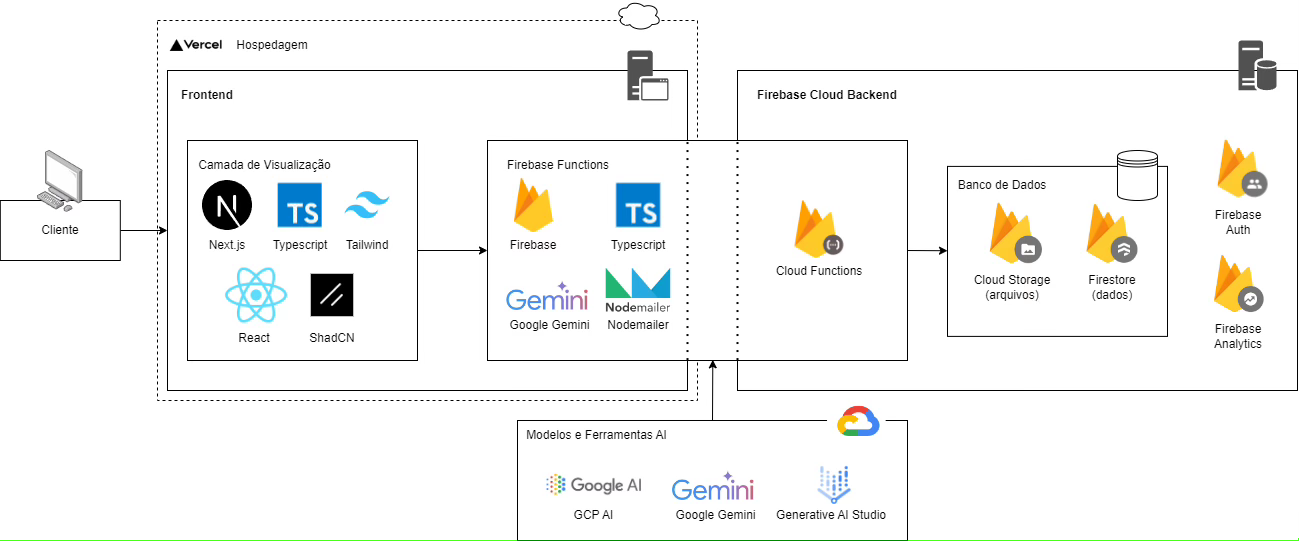 Vercel Hospedagem
Frontend
Camada de Visualização
N
TS
Next.js
Typescript
Tailwind
React
ShadCN
Cliente
Firebase Functions
TS
Firebase
Typescript
Gemini
Nodemailer
Google Gemini
Nodemailer
Firebase Cloud Backend
Cloud Functions
Banco de Dados
Cloud Storage
(arquivos)
Firestore
(dados)
Firebase
Auth
Firebase
Analytics
Modelos e Ferramentas AI
Google AI
GCP AI
Gemini
Google Gemini
Generative AI Studio